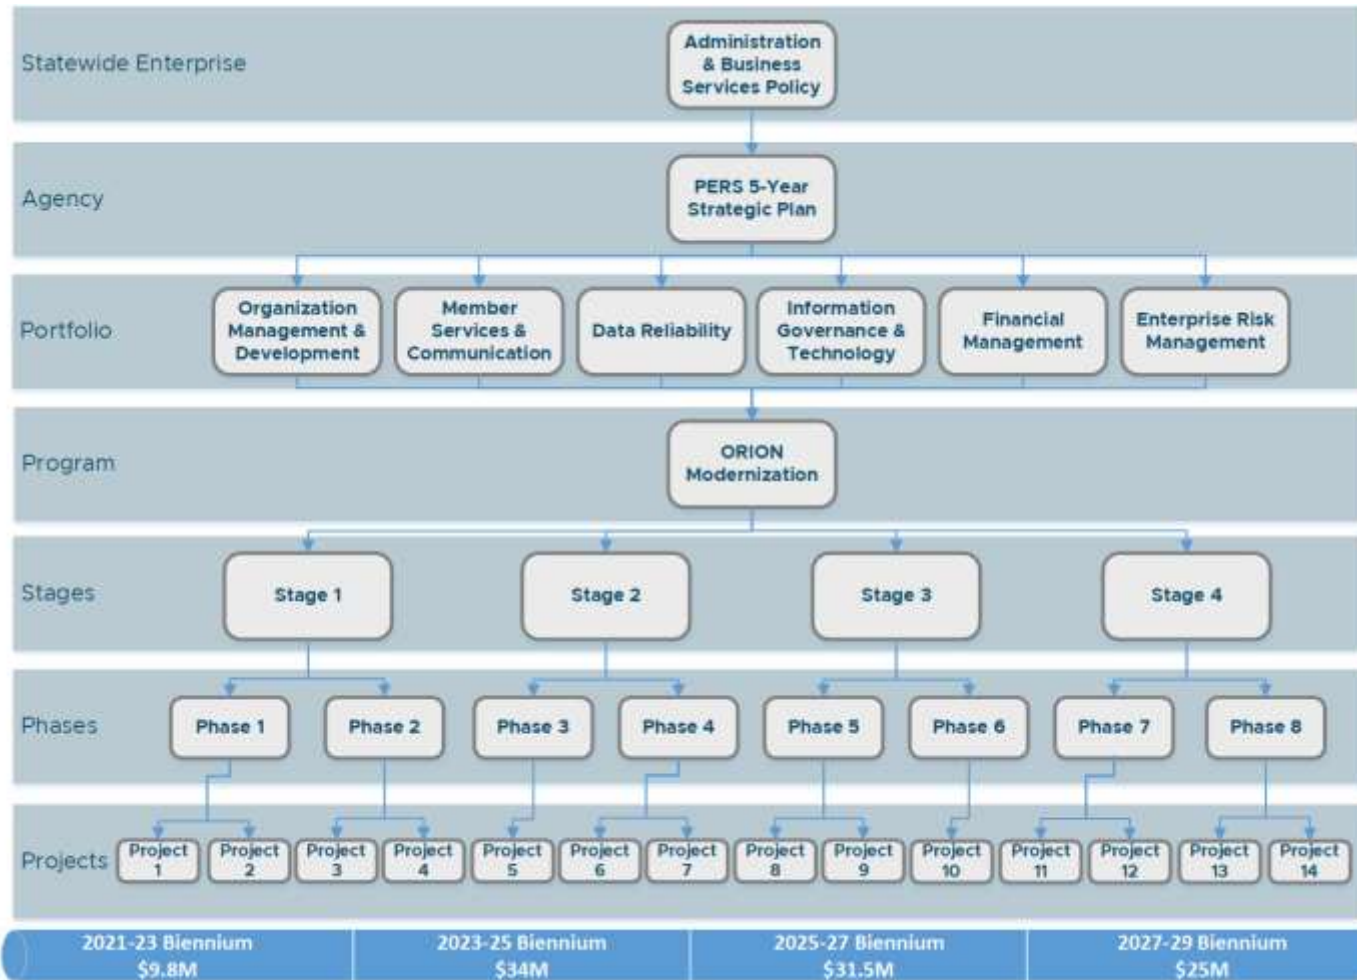 Statewide Enterprise
Administration
& Business
Services Policy
Agency
PERS 5-Year
Strategic Plan
Portfolio
Organization
Management &
Development
Member
Services &
Communication
Data Reliability
Information
Governance &
Technology
Financial
Management
Enterprise Risk
Management
Program
ORION
Modernization
Stages
Stage 1
Stage 2
Stage 3
Stage 4
Phases
Phase 1
Phase 2
Phase 3
Phase 4
Phase 5
Phase 6
Phase 7
Phase 8
Projects
Project
1
Project
2
Project
3
Project
4
Project
5
Project
6
Project
7
Project
8
Project
9
Project
10
Project
11
Project
12
Project
13
Project
14
2021-23 Biennium
$9.8M
2023-25 Biennium
$34M
2025-27 Biennium
$31.5M
2027-29 Biennium
$25M